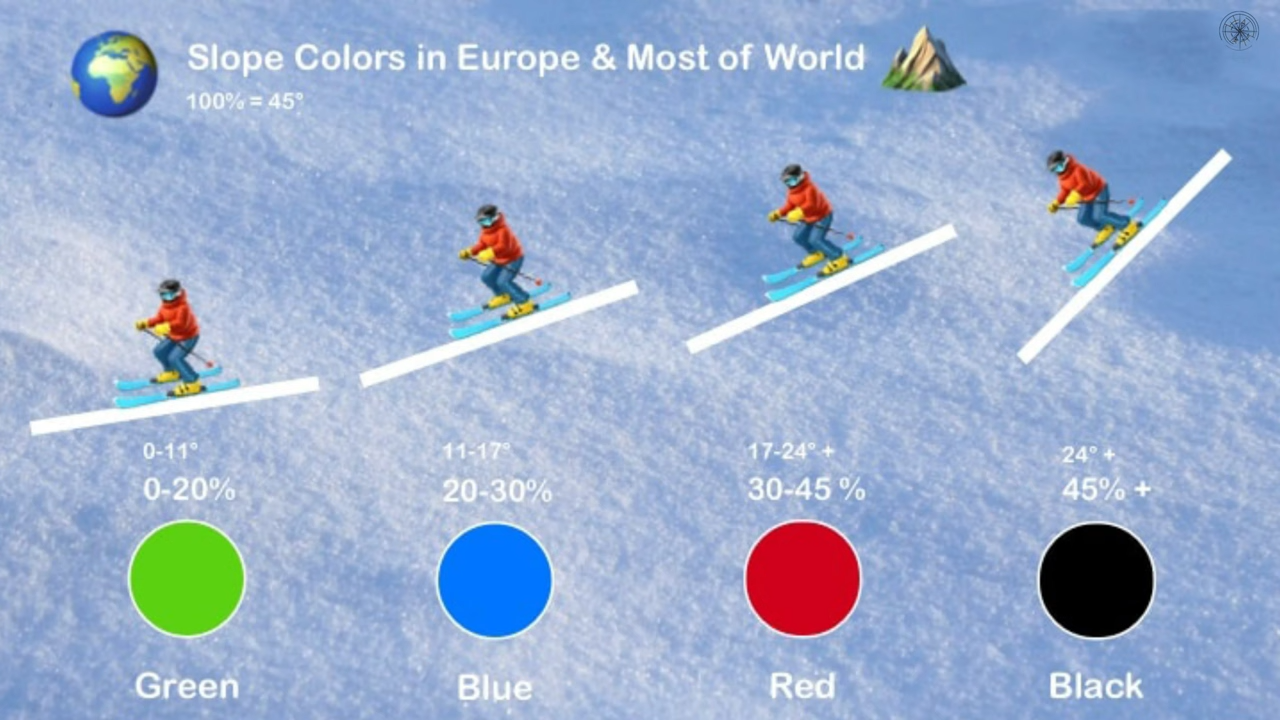 Slope Colors in Europe & Most of World
100% = 45°
0-11°
0-20%
Green
11-17°
20-30%
Blue
17-24° +
30-45 %
Red
24° +
45% +
Black